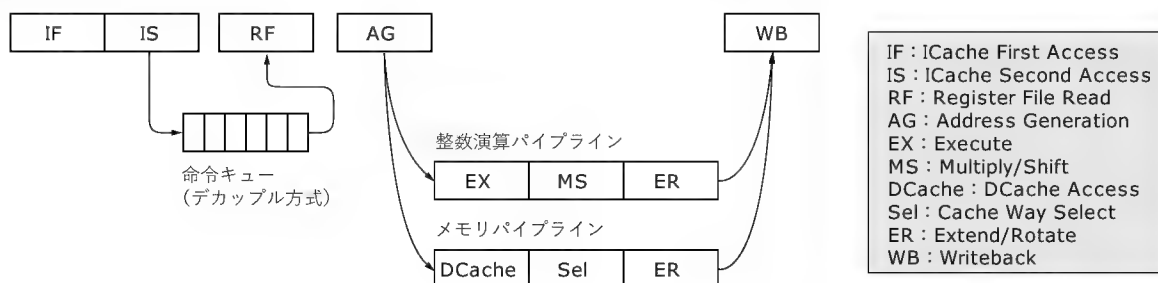 IF IS RF AG WB
命令キュー
(デカップル方式)
整数演算パイプライン
EX MS ER
メモリパイプライン
DCache Sel ER
IF：ICache First Access
IS：ICache Second Access
RF：Register File Read
AG：Address Generation
EX：Execute
MS：Multiply/Shift
DCache：DCache Access
Sel：Cache Way Select
ER：Extend/Rotate
WB：Writeback